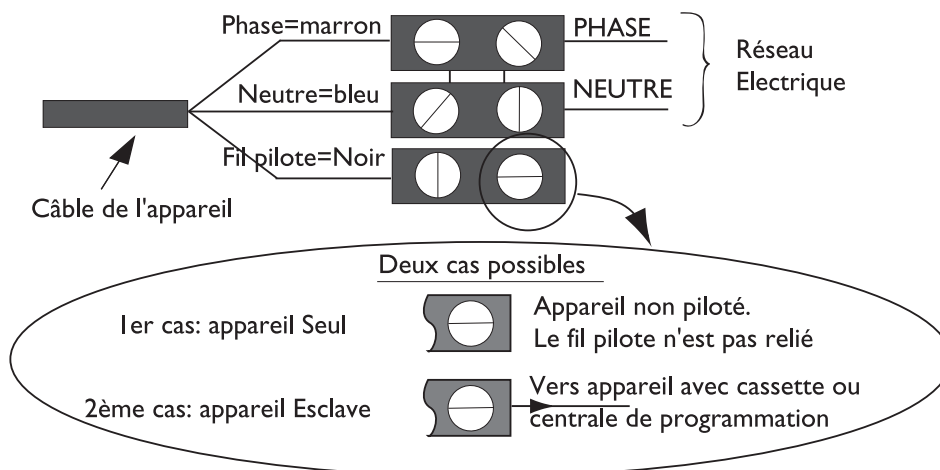 Phase=marron
PHASE
Réseau
Electrique
Neutre=bleu
NEUTRE
Fil pilote=Noir
Câble de l'appareil
Deux cas possibles
1er cas: appareil Seul
Appareil non piloté.
Le fil pilote n'est pas relié
2ème cas: appareil Esclave
Vers appareil avec cassette ou
centrale de programmation